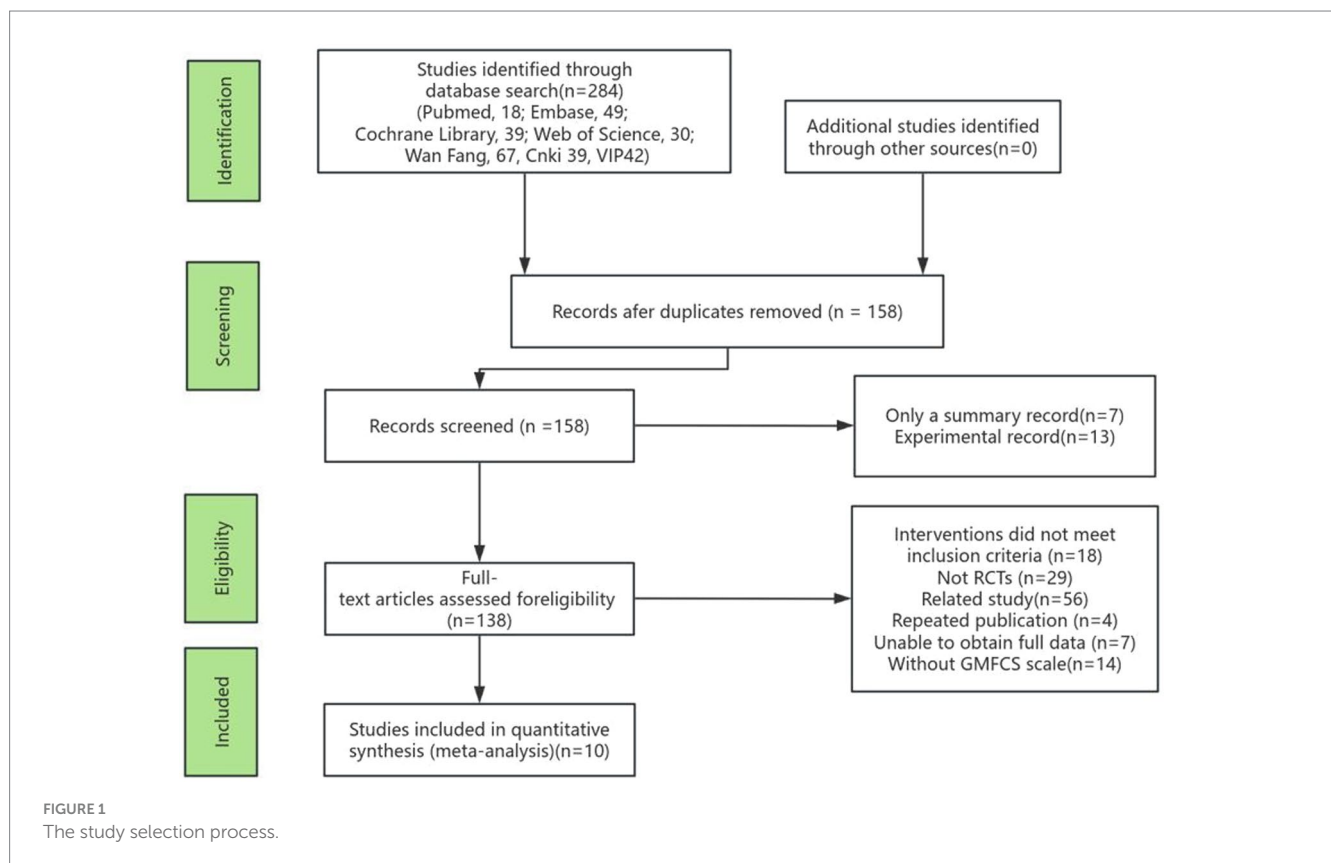 Identification
Studies identified through
database search(n=284)
(Pubmed, 18; Embase, 49;
Cochrane Library, 39; Web of Science, 30;
Wan Fang, 67, Cnki 39, VIP42)
Additional studies identified
through other sources(n=0)
Screening
Records afer duplicates removed (n = 158)
Records screened (n =158)
Only a summary record(n=7)
Experimental record(n=13)
Eligibility
Full-
text articles assessed foreligibility
(n=138)
Interventions did not meet
inclusion criteria (n=18)
Not RCTs (n=29)
Related study(n=56)
Repeated publication (n=4)
Unable to obtain full data (n=7)
Without GMFCS scale(n=14)
Included
Studies included in quantitative
synthesis (meta-analysis)(n=10)
FIGURE 1
The study selection process.